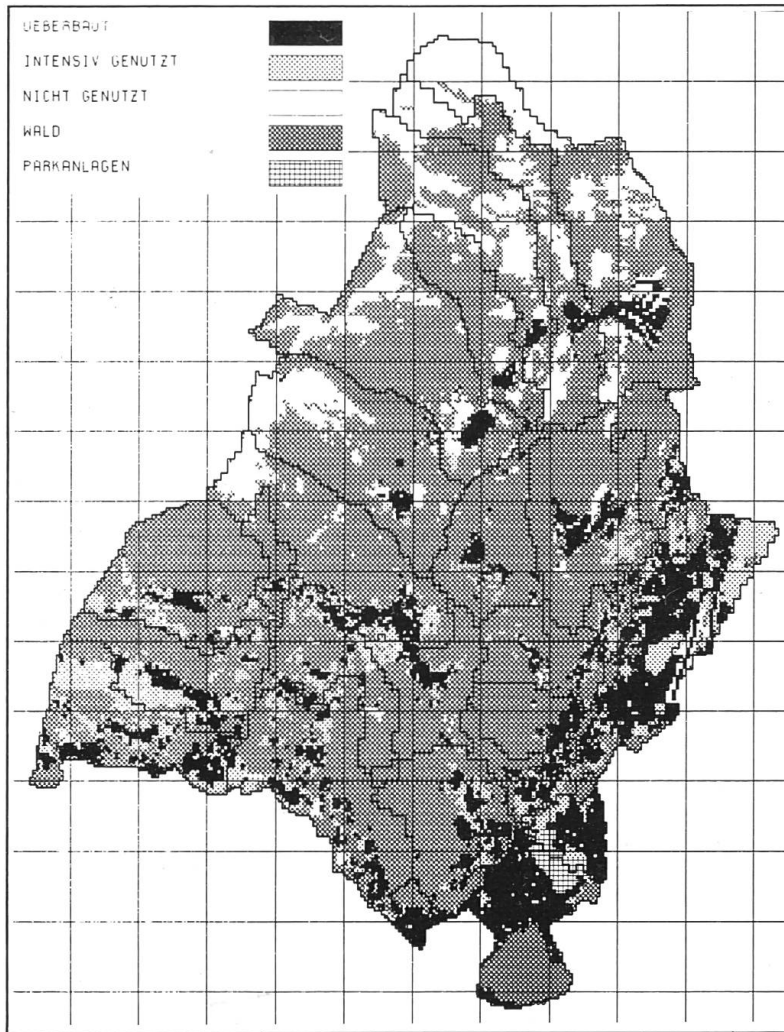 UEBERBAUT
INTENSIV GENUTZT
NICHT GENUTZT
WALD
PARKANLAGEN